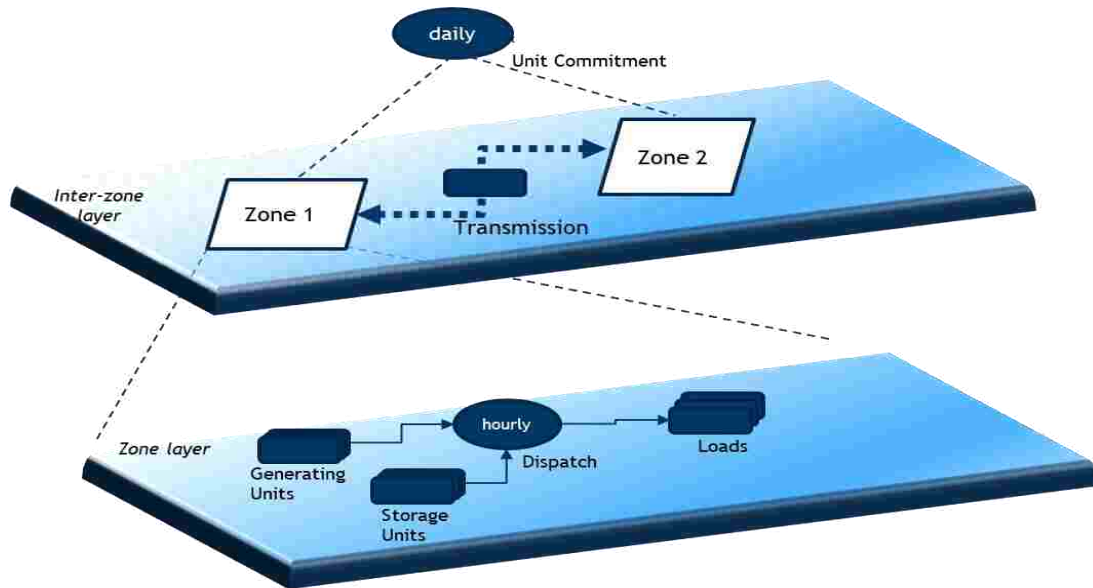 daily
Unit Commitment
Zone 2
Inter-zone
layer
Zone 1
Transmission
hourly
Zone layer
Loads
Dispatch
Generating
Units
Storage
Units